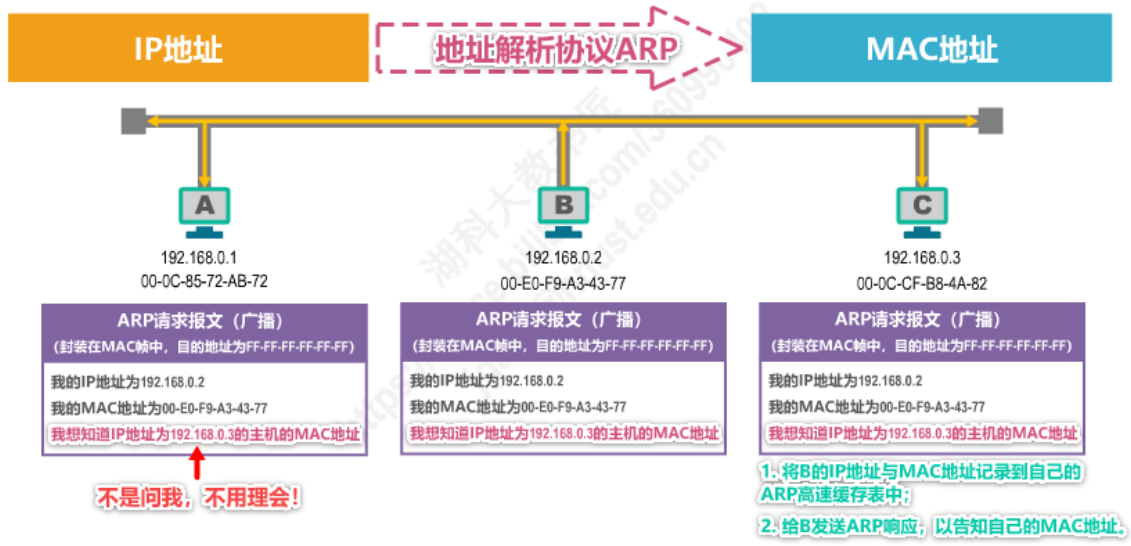 IP地址
地址解析协议ARP
MAC地址
湖科大教书匠
A
B
C
192.168.0.1
00-0C-85-72-AB-72
192.168.0.2
00-E0-F9-A3-43-77
192.168.0.3
00-0C-CF-B8-4A-82
ARP请求报文（广播）
（封装在MAC帧中，目的地址为FF-FF-FF-FF-FF-FF）
我的IP地址为192.168.0.2
我的MAC地址为00-E0-F9-A3-43-77
我想知道IP地址为192.168.0.3的主机的MAC地址
不是问我，不用理会！
ARP请求报文（广播）
（封装在MAC帧中，目的地址为FF-FF-FF-FF-FF-FF）
我的IP地址为192.168.0.2
我的MAC地址为00-E0-F9-A3-43-77
我想知道IP地址为192.168.0.3的主机的MAC地址
ARP请求报文（广播）
（封装在MAC帧中，目的地址为FF-FF-FF-FF-FF-FF）
我的IP地址为192.168.0.2
我的MAC地址为00-E0-F9-A3-43-77
我想知道IP地址为192.168.0.3的主机的MAC地址
1. 将B的IP地址与MAC地址记录到自己的
ARP高速缓存表中；
2. 给B发送ARP响应，以告知自己的MAC地址。